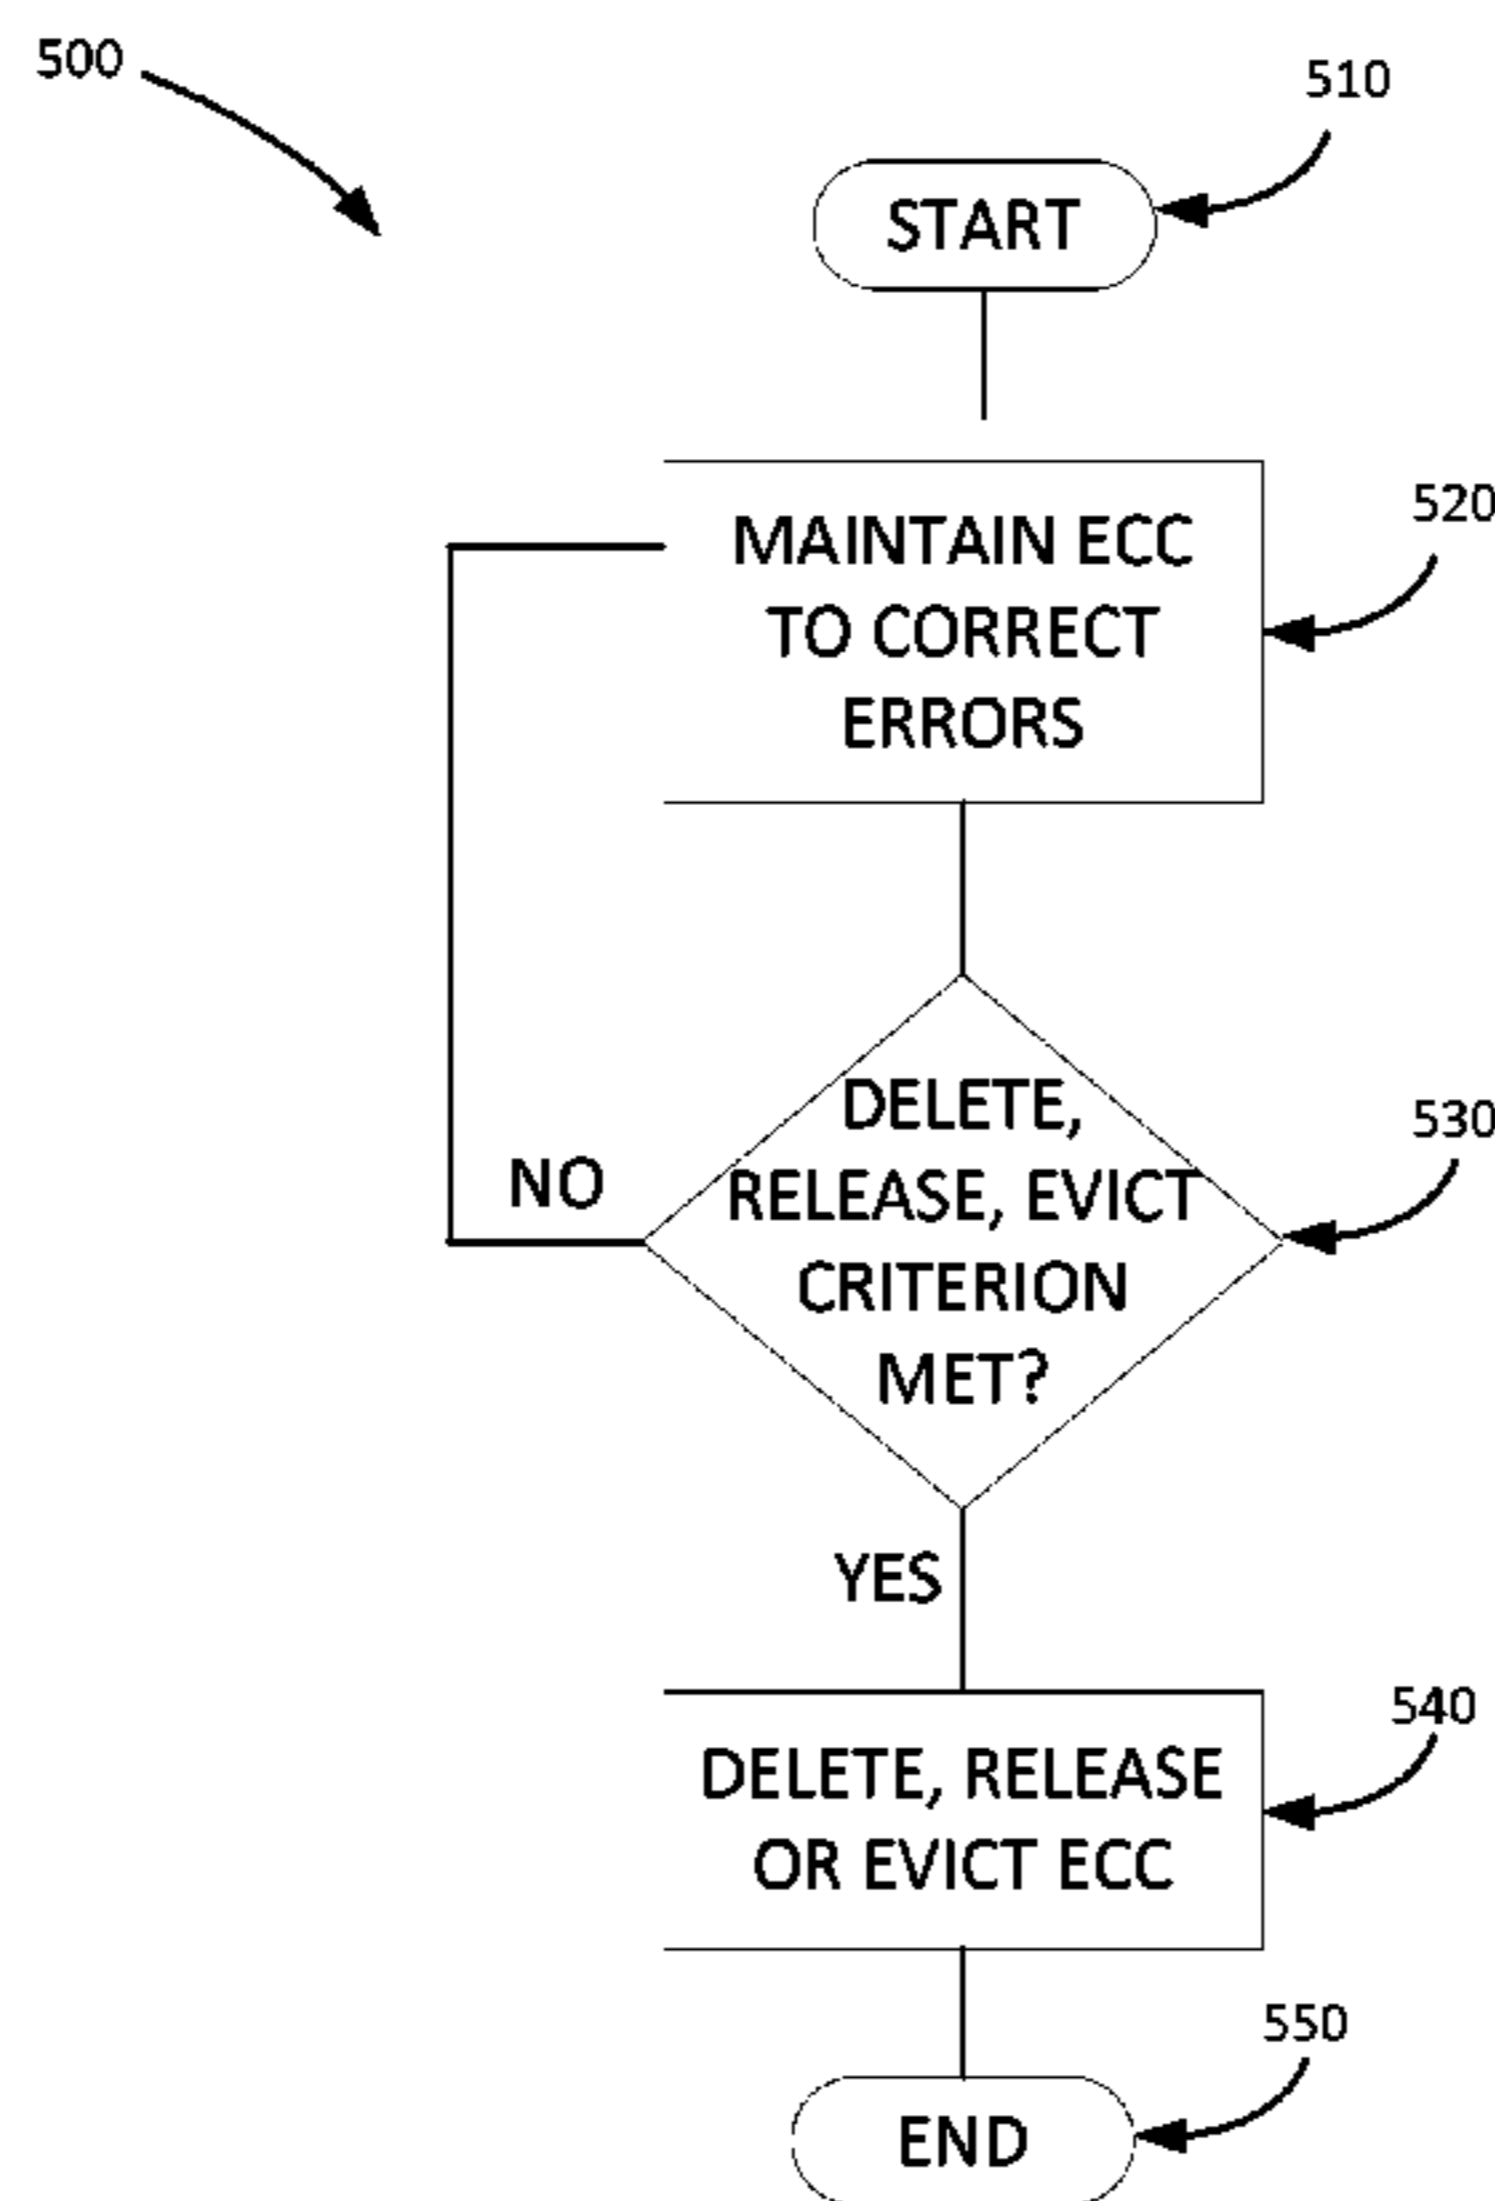 500
510
START
520
MAINTAIN ECC
TO CORRECT
ERRORS
530
DELETE,
RELEASE, EVICT
CRITERION
MET?
NO
YES
540
DELETE, RELEASE
OR EVICT ECC
550
END